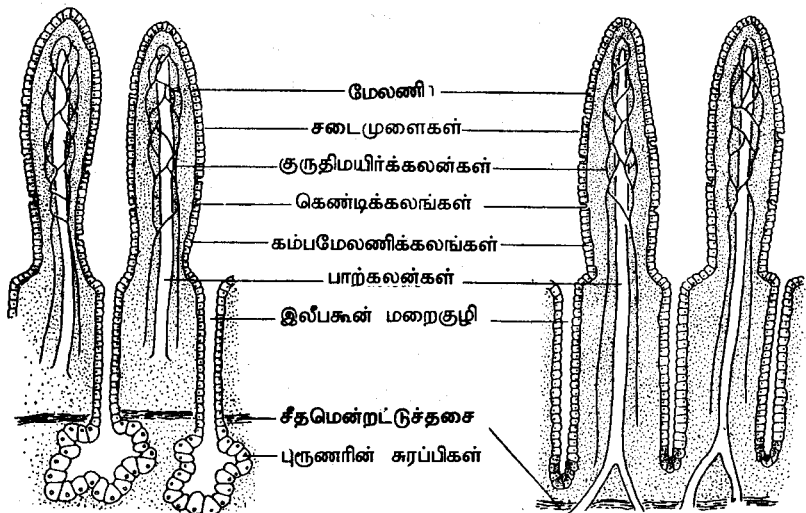 மேலணி
சடைமுளைகள்
குருதிமயிர்க்கலன்கள்
கெண்டிக்கலங்கள்
கம்பமேலணிக்கலங்கள்
பாற்கலன்கள்
இலீபகூன் மறைகுழி
சீதமென்றட்டுச்தசை
புரூணரின் சுரப்பிகள்